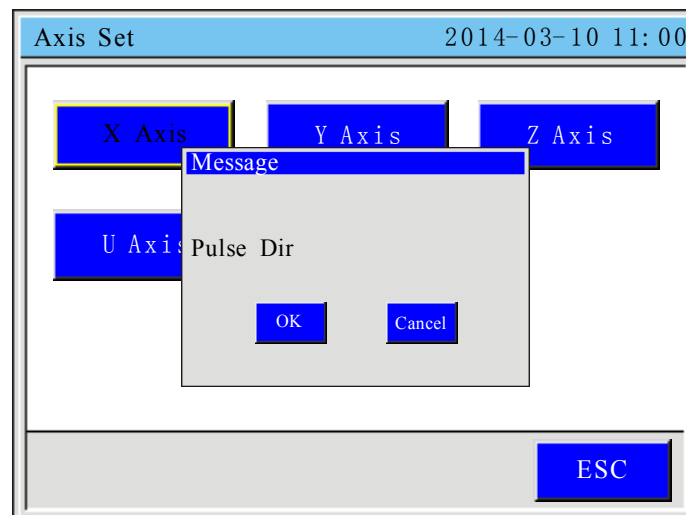 Axis Set 2014-03-10 11:00
X Axis Y Axis Z Axis
Message
U Axis
Pulse Dir
OK Cancel
ESC